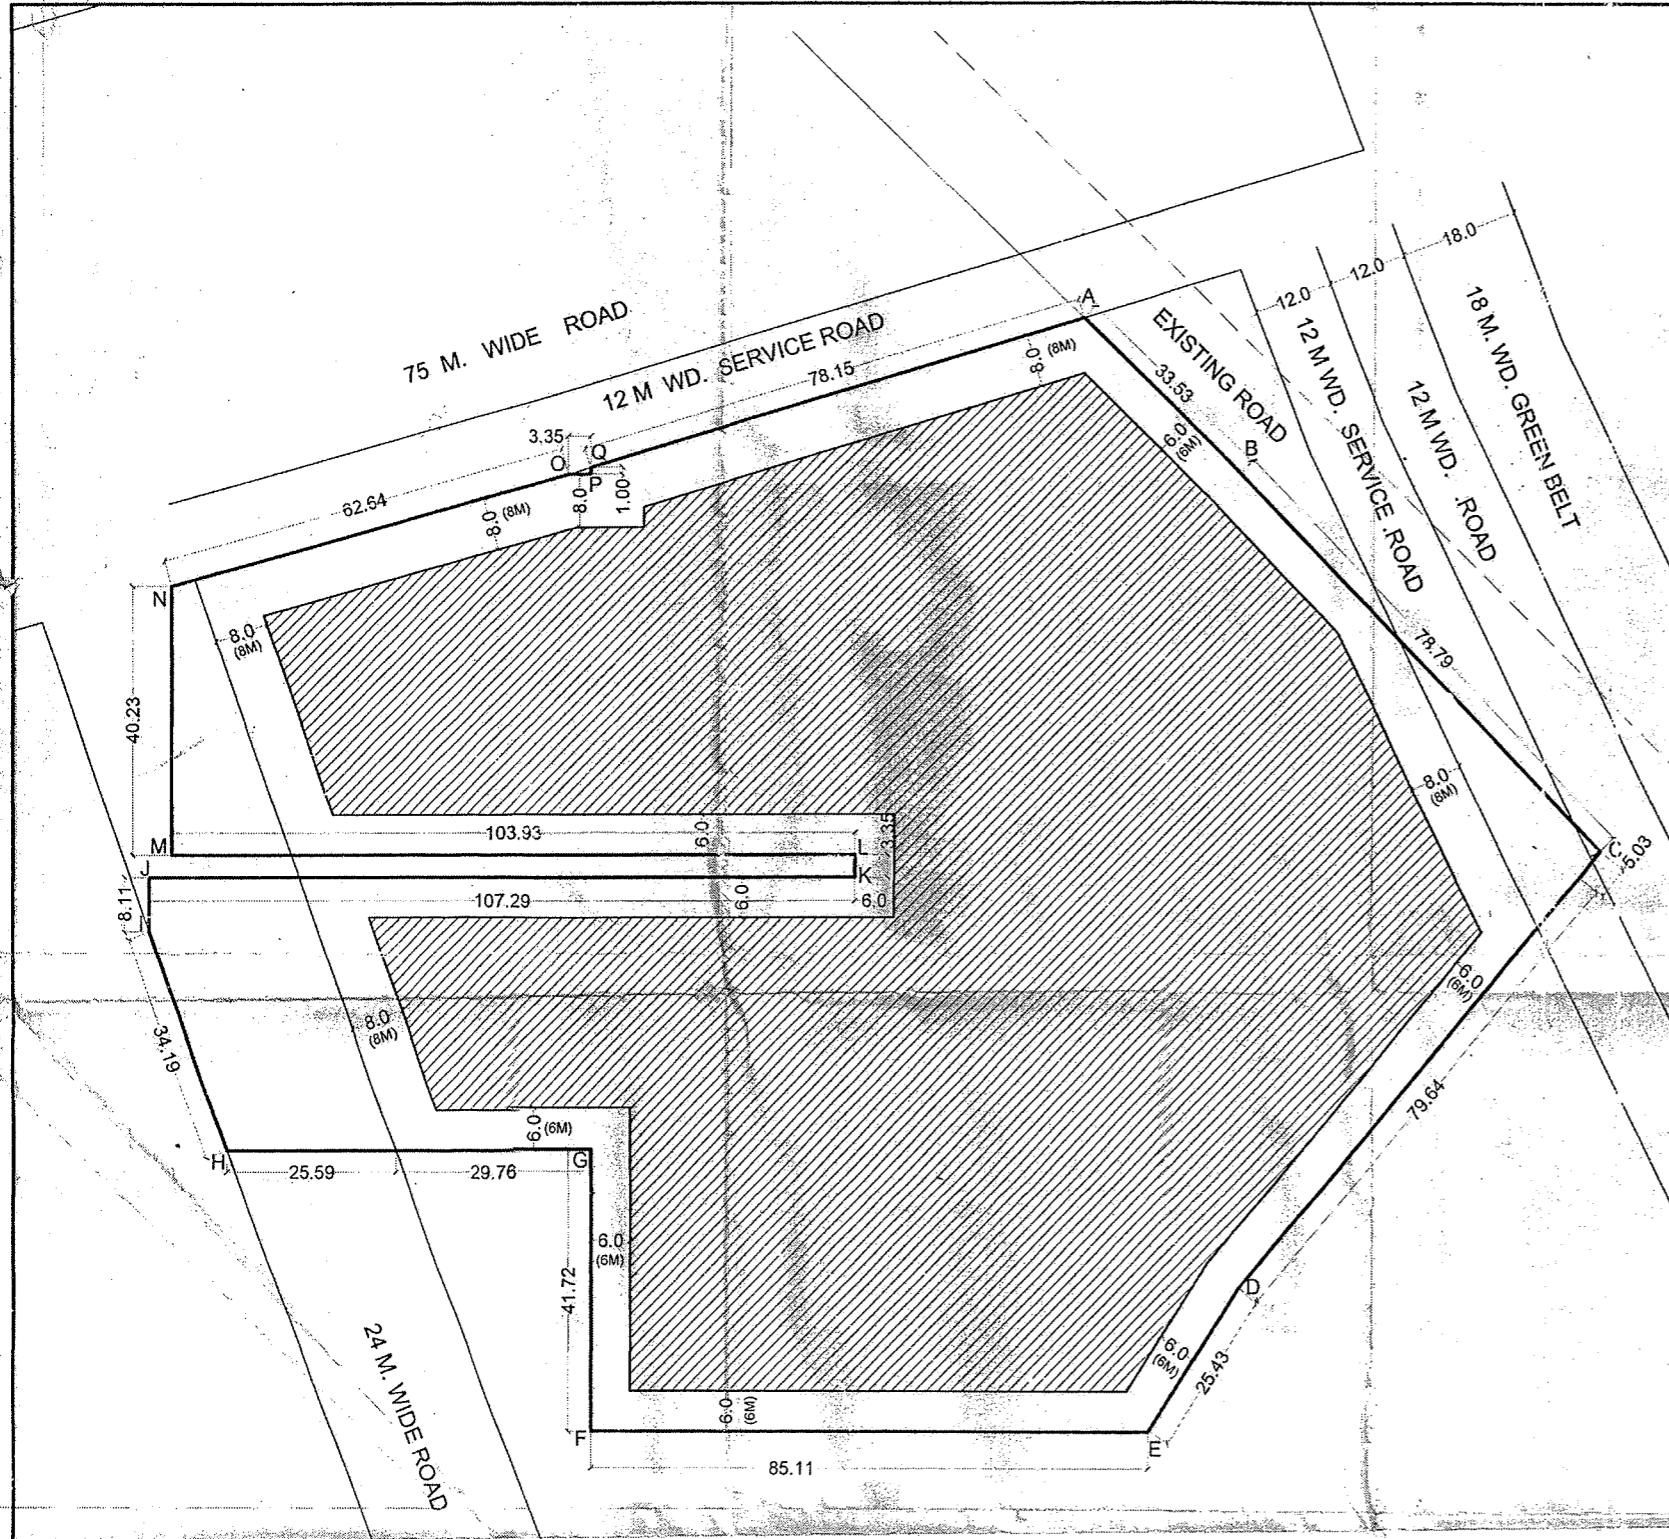 18.0
12.0
12.0
A
75 M. WIDE ROAD
12 M WD. SERVICE ROAD
EXISTING ROAD
12 M WD. SERVICE ROAD
12 M WD. ROAD
18 M. WD. GREEN BELT
78.15
8.0 (8M)
33.53
6.0
(6M)
B
3.35
O
Q
P
1.00
8.0
62.64
8.0 (8M)
N
8.0
(8M)
40.23
78.79
8.0
(8M)
M
103.93
6.0
3.35
L
C
5.03
J
K
107.29
6.0
6.0
8.11
I
6.0
(6M)
34.19
8.0
(8M)
79.64
6.0 (6M)
H
25.59
29.76
G
6.0
(6M)
41.72
D
24 M. WIDE ROAD
6.0
(6M)
25.43
6.0
(6M)
F
E
85.11